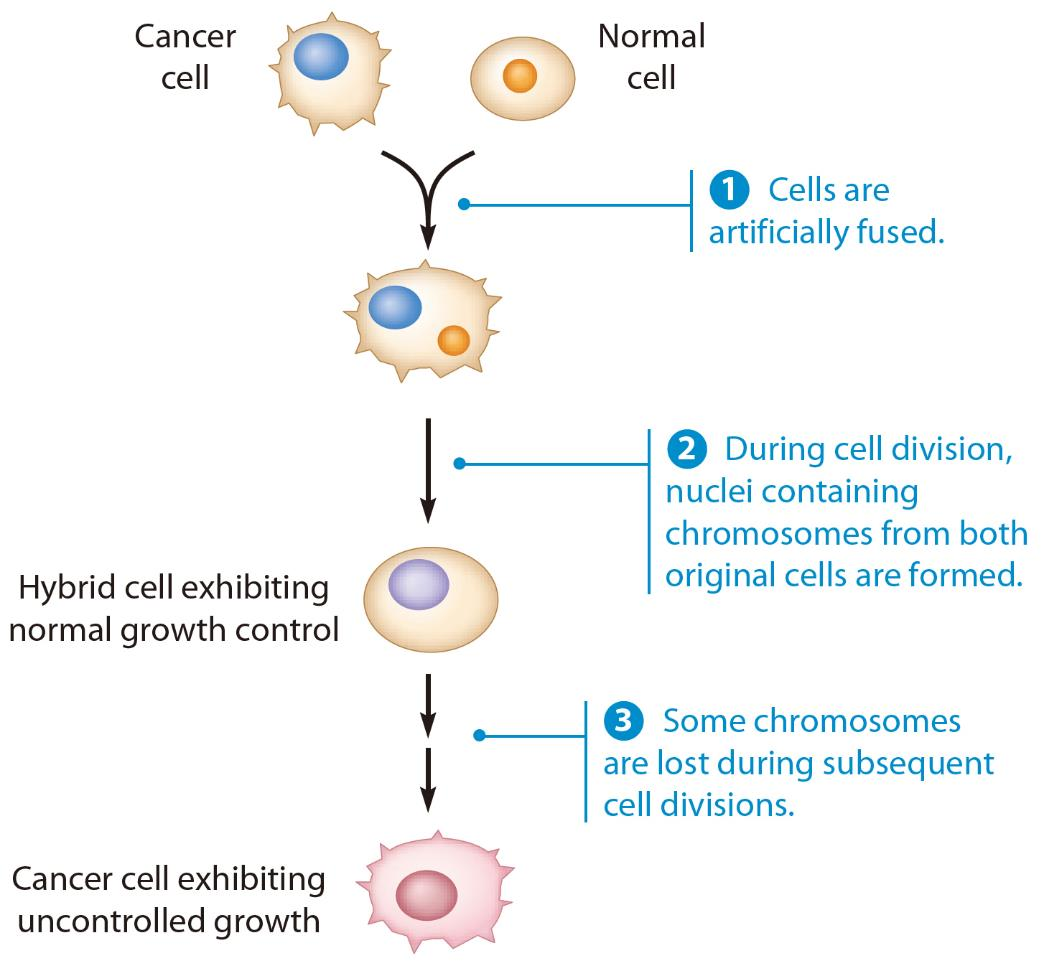 Cancer
cell
Normal
cell
1 Cells are
artificially fused.
2 During cell division,
nuclei containing
chromosomes from both
original cells are formed.
Hybrid cell exhibiting
normal growth control
3 Some chromosomes
are lost during subsequent
cell divisions.
Cancer cell exhibiting
uncontrolled growth